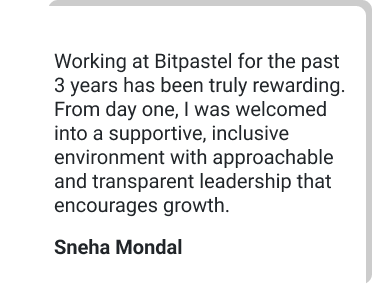 Working at Bitpastel for the past
3 years has been truly rewarding.
From day one, I was welcomed
into a supportive, inclusive
environment with approachable
and transparent leadership that
encourages growth.
Sneha Mondal